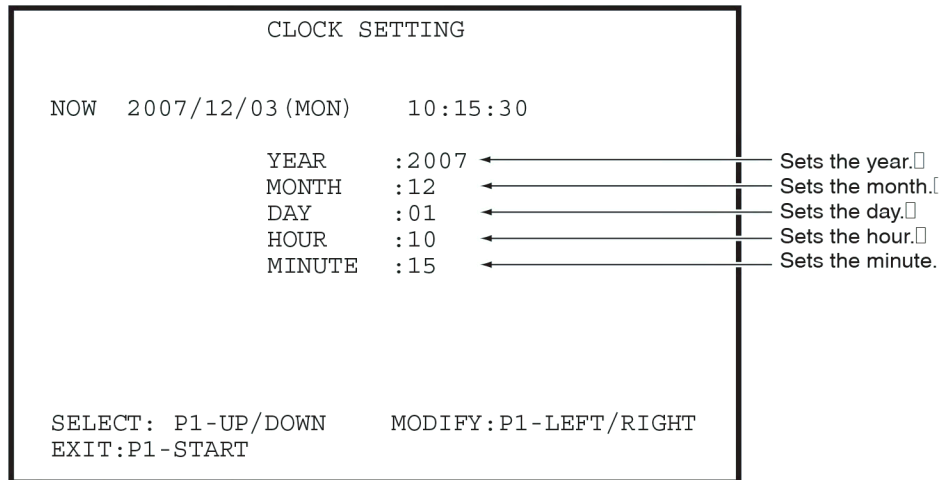 CLOCK SETTING
NOW 2007/12/03(MON) 10:15:30
YEAR :2007 Sets the year.
MONTH :12 Sets the month.
DAY :01 Sets the day.
HOUR :10 Sets the hour.
MINUTE :15 Sets the minute.
SELECT: P1-UP/DOWN MODIFY:P1-LEFT/RIGHT
EXIT:P1-START